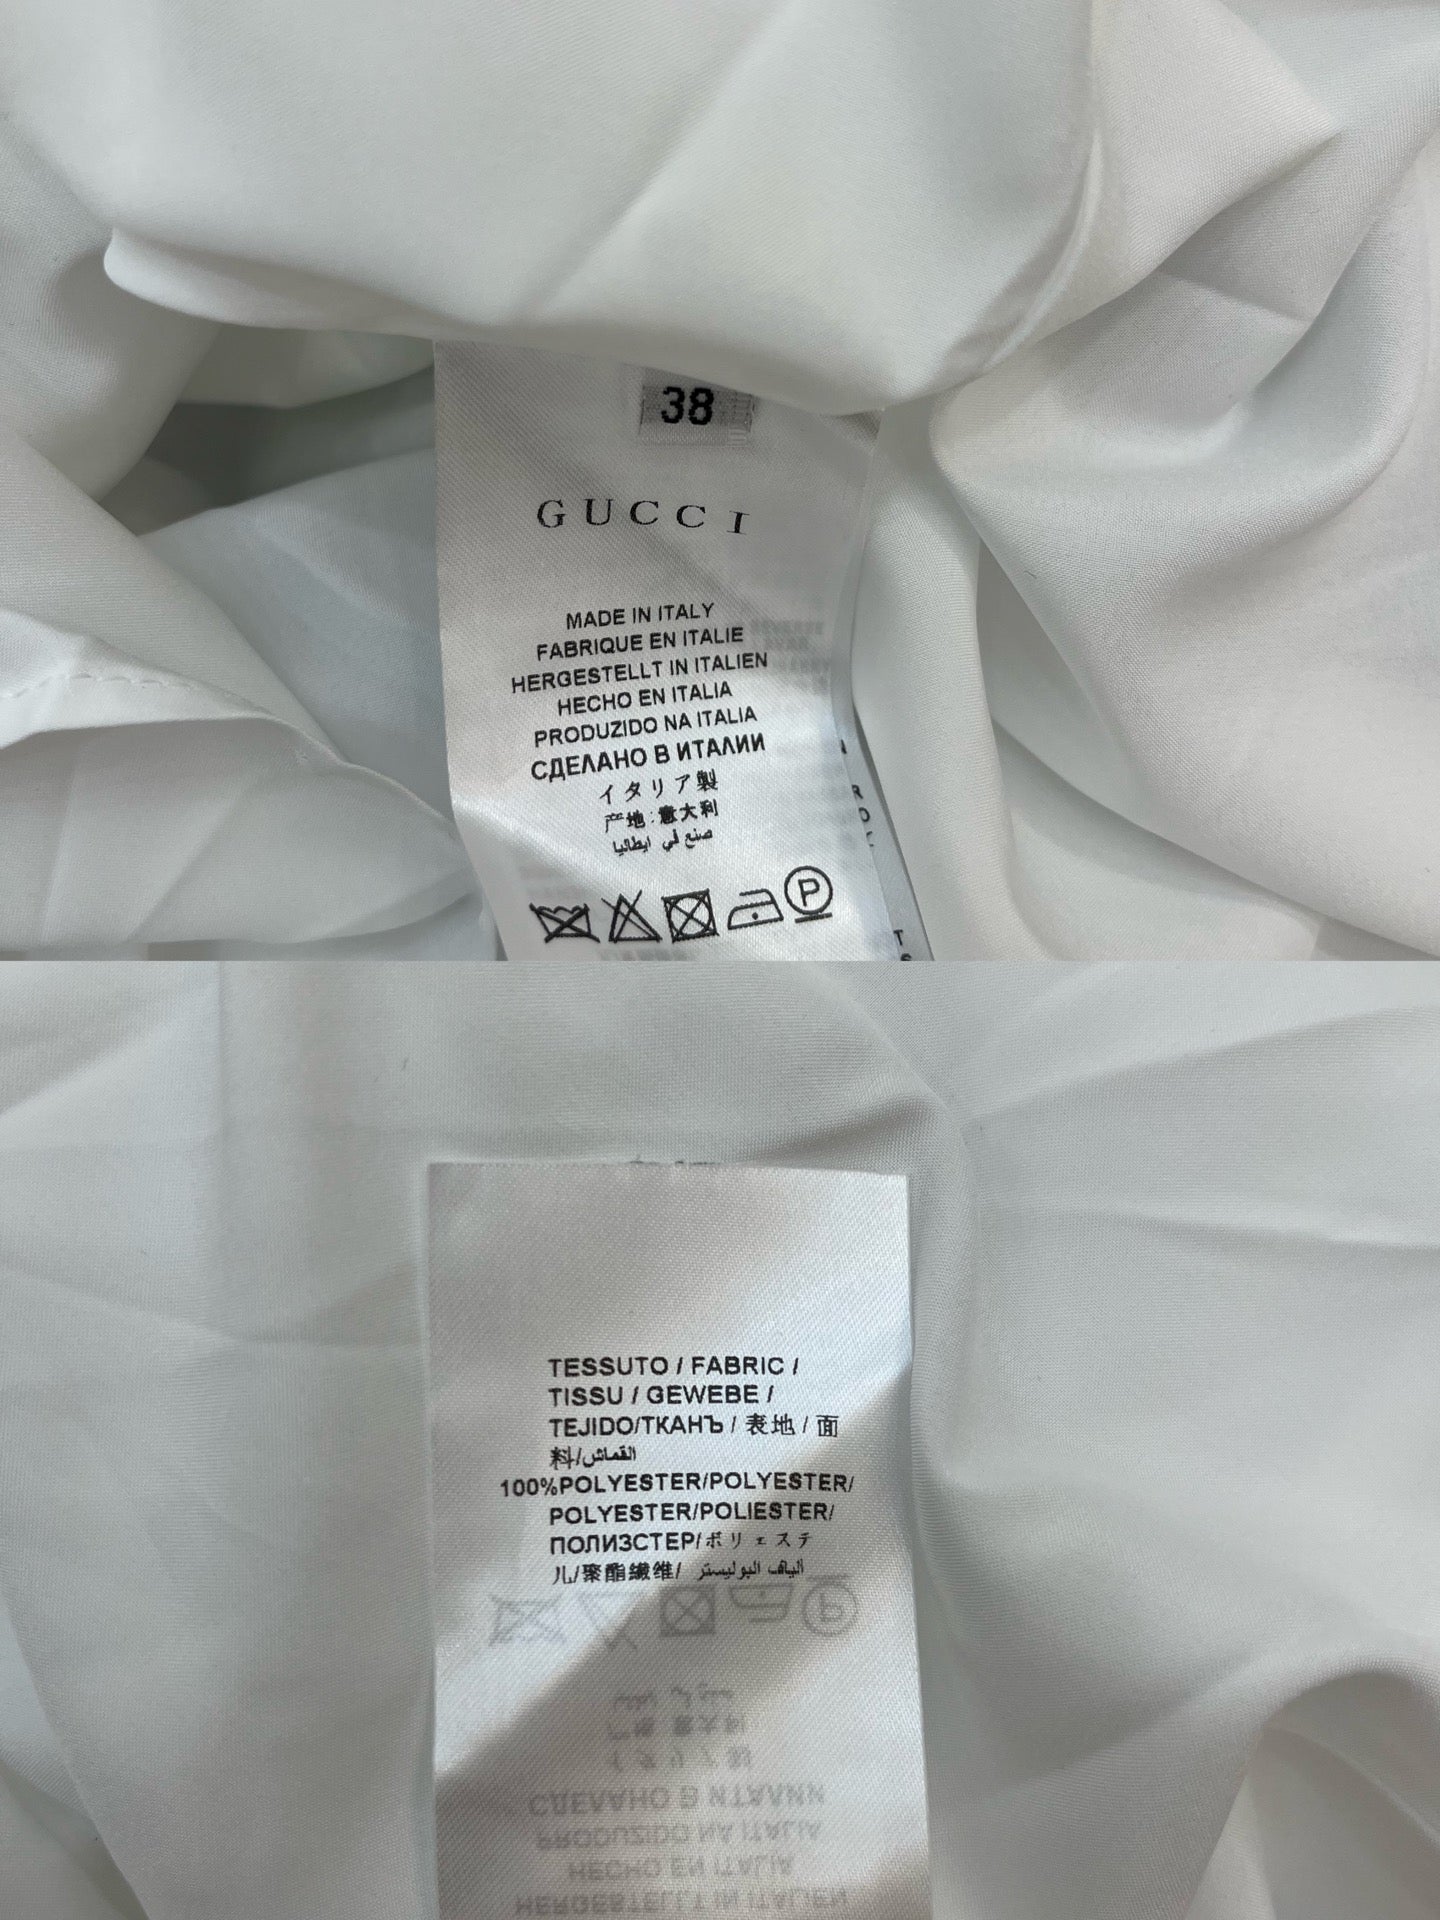 38
GUCCI
MADE IN ITALY
FABRIQUE EN ITALIE
HERGESTELLT IN ITALIEN
HECHO EN ITALIA
PRODUZIDO NA ITALIA
СДЕЛАНО В ИТАЛИИ
イタリア製
产地:意大利
صنع في ايطاليا
P
TESSUTO / FABRIC /
TISSU / GEWEBE /
TEJIDO/ТКАНЪ / 表地 / 面
料/القماش
100%POLYESTER/POLYESTER/
POLYESTER/POLIESTER/
ПОЛИЗСТЕР/ポリェステ
ル/聚酯纖维/ الياف البوليستر